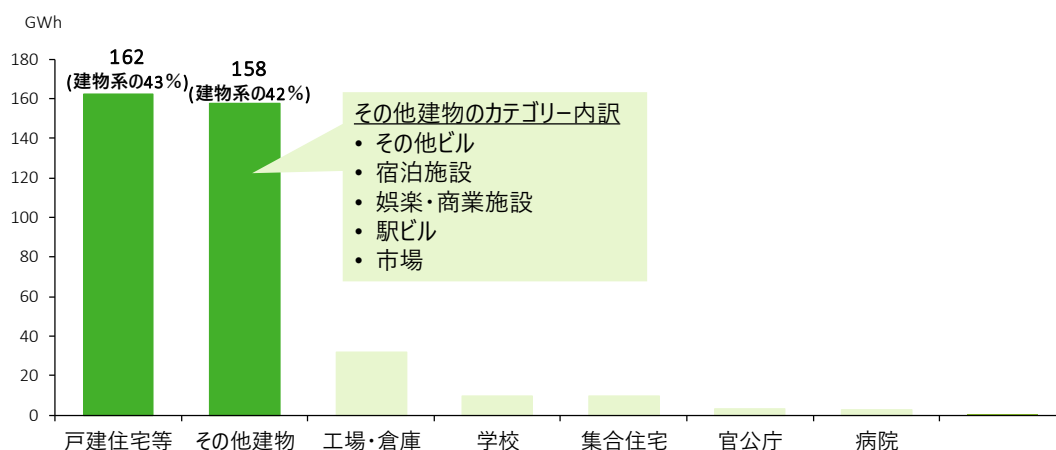 GWh
180
160
140
120
100
80
60
40
20
0
162
(建物系の43%)
158
(建物系の42%)
その他建物のカテゴリー内訳
• その他ビル
• 宿泊施設
• 娯楽・商業施設
• 駅ビル
• 市場
戸建住宅等 その他建物 工場・倉庫 学校 集合住宅 官公庁 病院